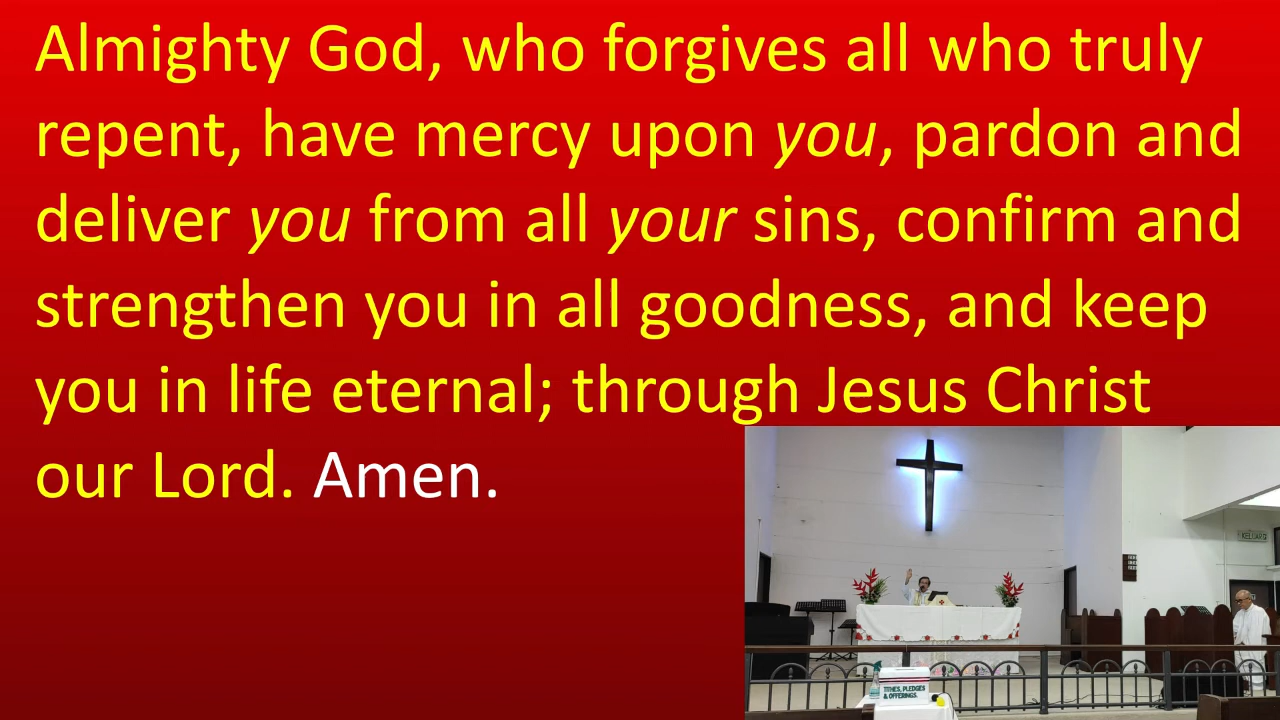 Almighty God, who forgives all who truly
repent, have mercy upon you, pardon and
deliver you from all your sins, confirm and
strengthen you in all goodness, and keep
you in life eternal; through Jesus Christ
our Lord. Amen.
KELUAR
TITHES, PLEDGES
& OFFERINGS.